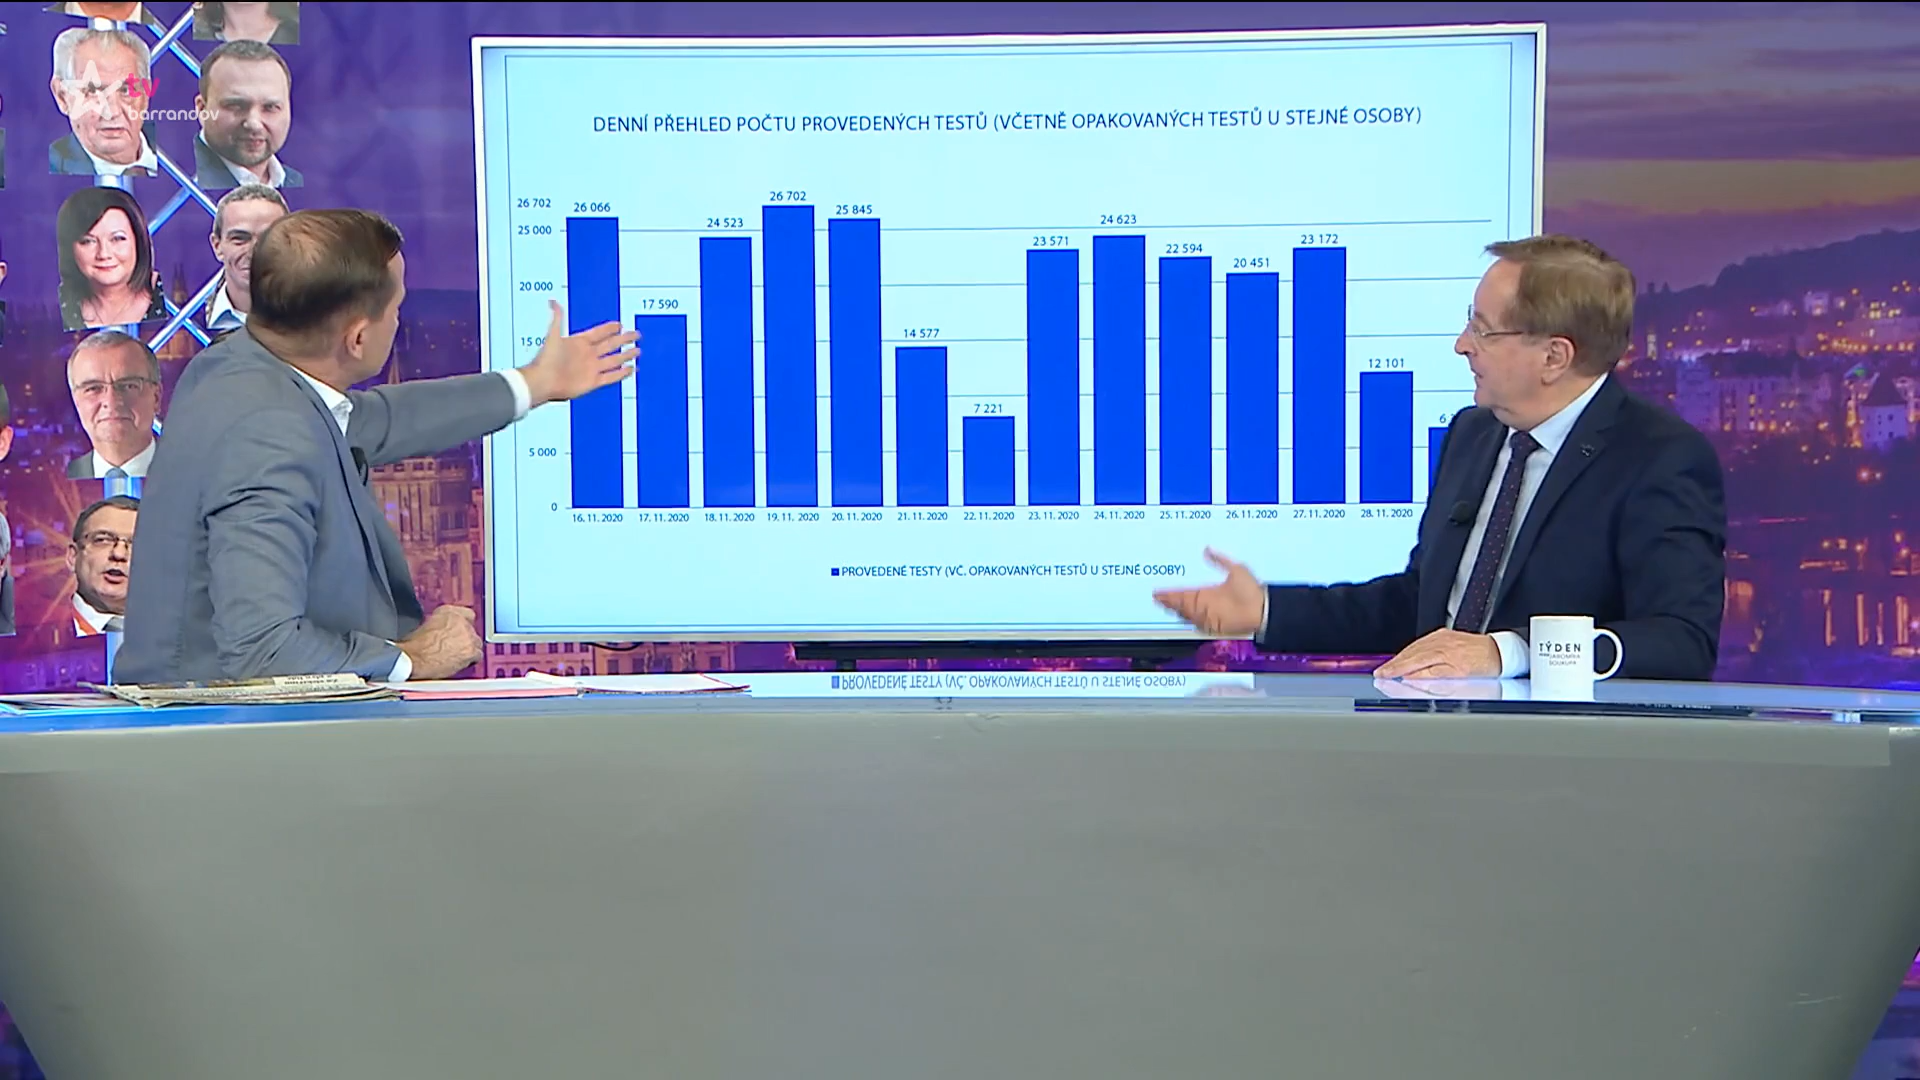 tv
barrandov
DENNÍ PŘEHLED POČTU PROVEDENÝCH TESTŮ (VČETNĚ OPAKOVANÝCH TESTŮ U STEJNÉ OSOBY)
26 702
25 000
20 000
5 000
0
26 066
17 590
24 523
26 702
25 845
14 577
7 221
23 571
24 623
22 594
20 451
23 172
12 101
16. 11. 2020
17. 11. 2020
18. 11. 2020
19. 11. 2020
20. 11. 2020
21. 11. 2020
22. 11. 2020
23. 11. 2020
24. 11. 2020
25. 11. 2020
26. 11. 2020
27. 11. 2020
28. 11. 2020
PROVEDENÉ TESTY (VČ. OPAKOVANÝCH TESTŮ U STEJNÉ OSOBY)
TÝDEN
JAROMÍRA
SOUKUPA